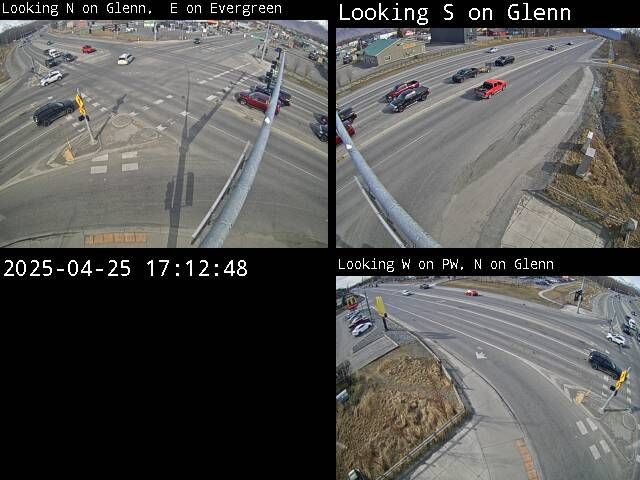 Looking N on Glenn, E on Evergreen
Looking S on Glenn
2025-04-25 17:12:48
Looking W on PW, N on Glenn